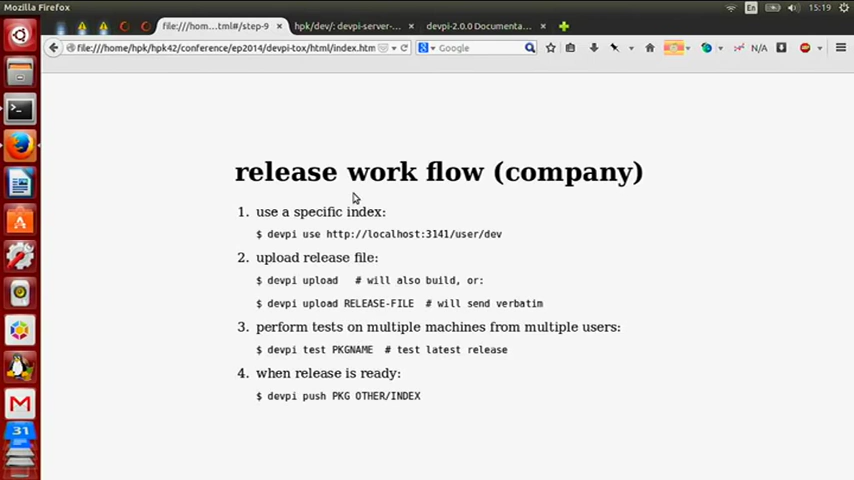 Mozilla Firefox
En
15:19
file:///hom...tml#/step-9
hpk/dev/: devpi-server-...
devpi-2.0.0 Documenta...
file:///home/hpk/hpk42/conference/ep2014/devpi-tox/html/index.htm
Google
N/A
release work flow (company)
1. use a specific index:
$ devpi use http://localhost:3141/user/dev
2. upload release file:
$ devpi upload # will also build, or:
$ devpi upload RELEASE-FILE # will send verbatim
3. perform tests on multiple machines from multiple users:
$ devpi test PKGNAME # test latest release
4. when release is ready:
$ devpi push PKG OTHER/INDEX
31